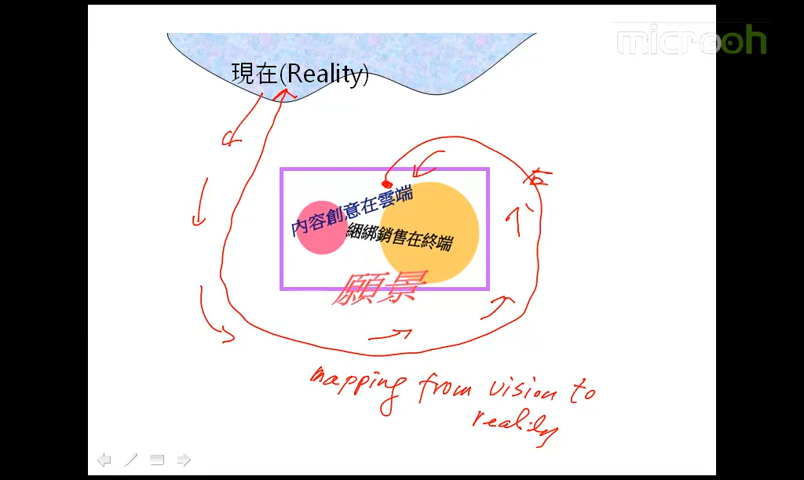 microoh
現在(Reality)
右
內容創意在雲端
綑綁銷售在終端
願景
mapping from vision to
reality